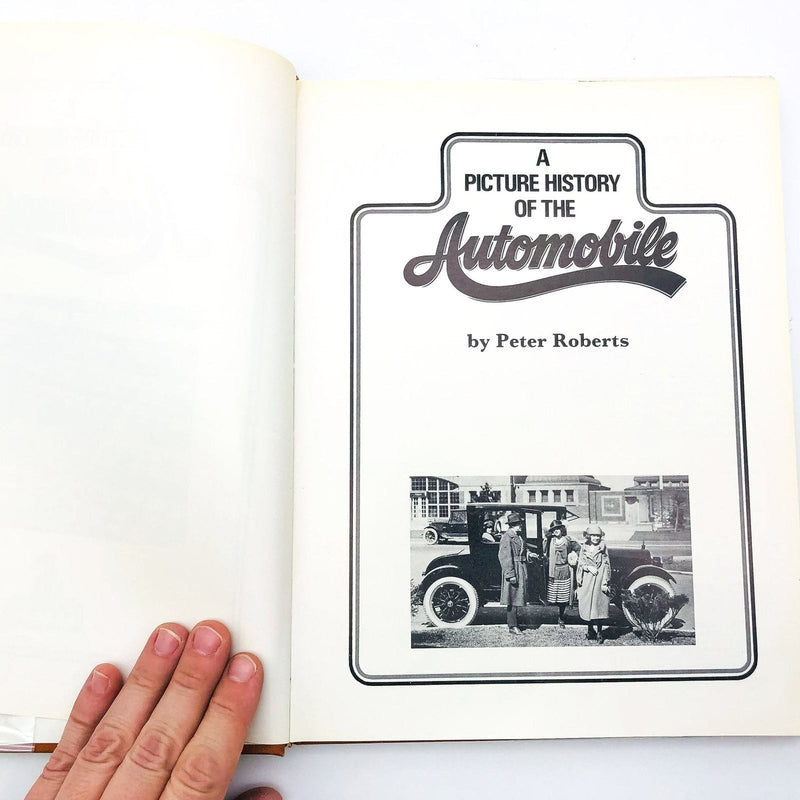 A
PICTURE HISTORY
OF THE
Automobile
by Peter Roberts